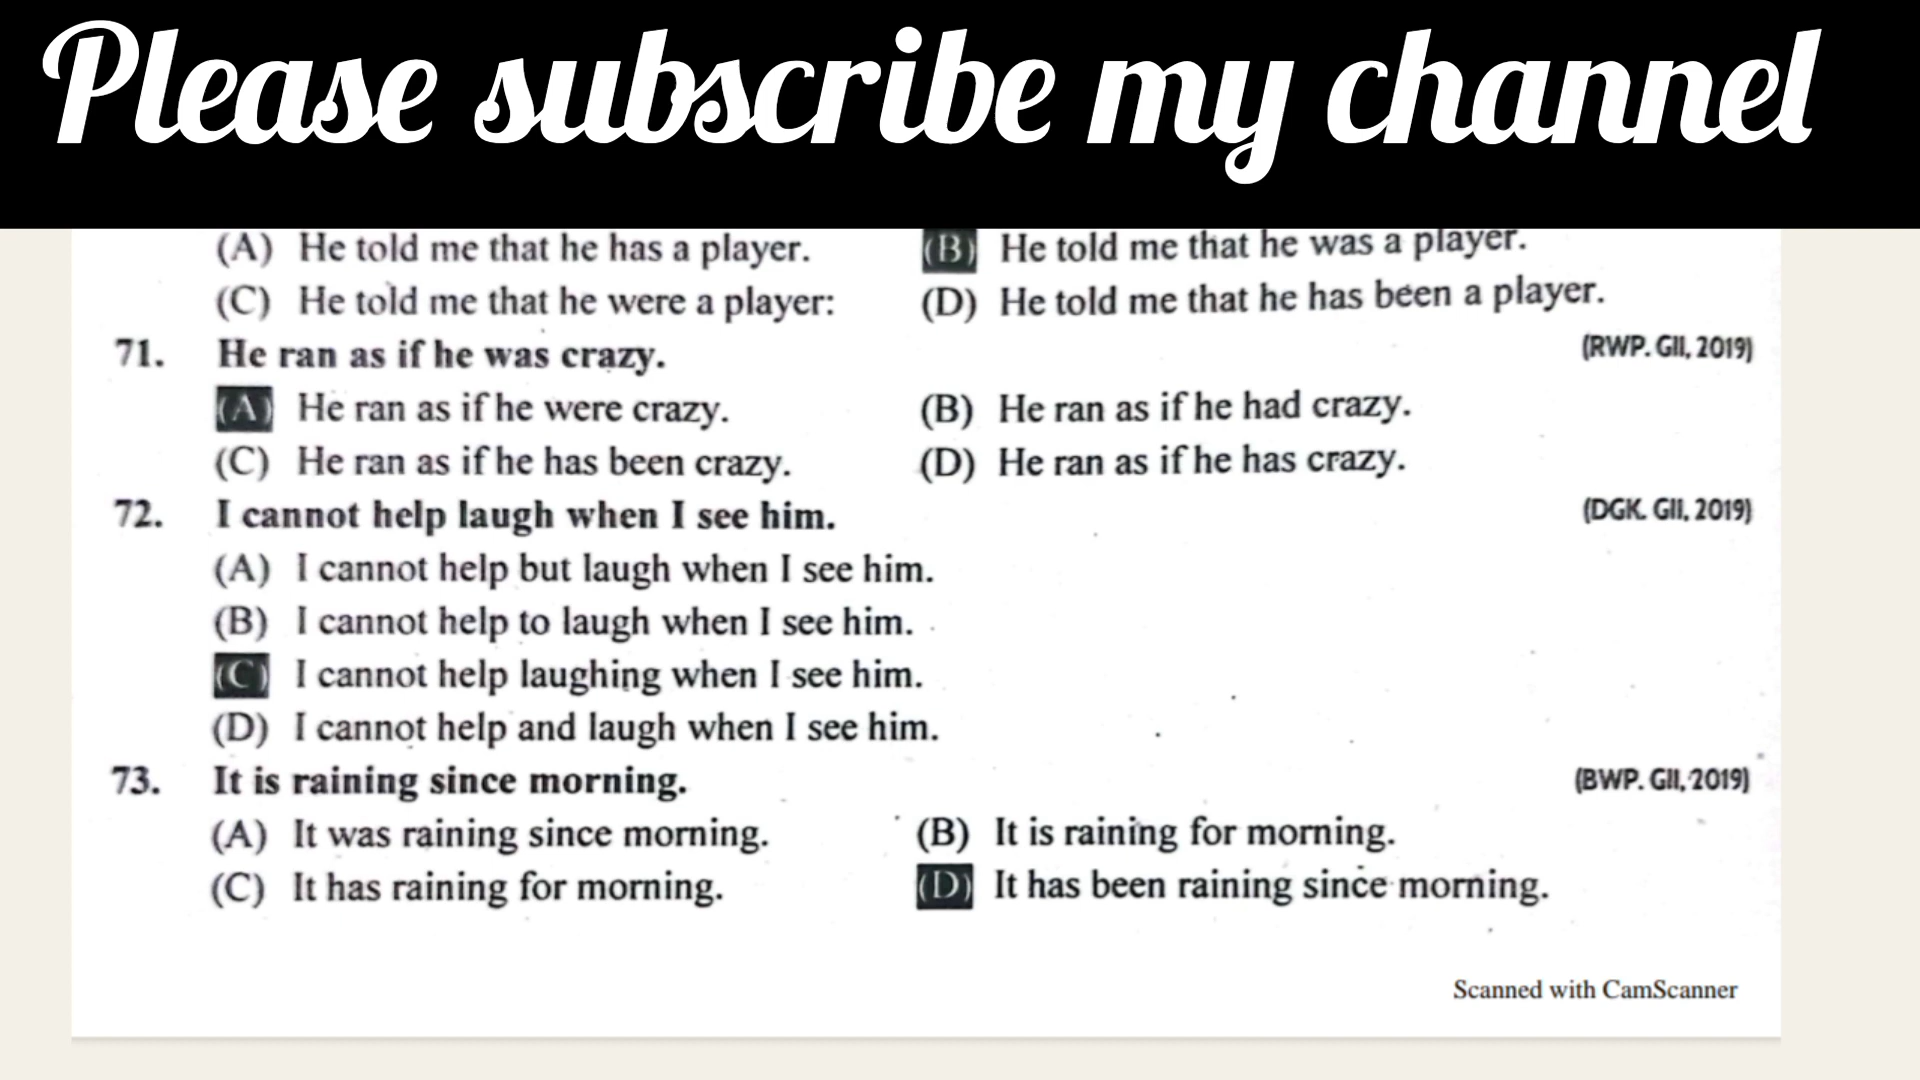 Please subscribe my channel
(A) He told me that he has a player. (B) He told me that he was a player.
(C) He told me that he were a player: (D) He told me that he has been a player.
71. He ran as if he was crazy. (RWP. GII, 2019)
(A) He ran as if he were crazy. (B) He ran as if he had crazy.
(C) He ran as if he has been crazy. (D) He ran as if he has crazy.
72. I cannot help laugh when I see him. (DGK. GII, 2019)
(A) I cannot help but laugh when I see him.
(B) I cannot help to laugh when I see him.
(C) I cannot help laughing when I see him.
(D) I cannot help and laugh when I see him.
73. It is raining since morning. (BWP. GII, 2019)
(A) It was raining since morning. (B) It is raining for morning.
(C) It has raining for morning. (D) It has been raining since morning.
Scanned with CamScanner